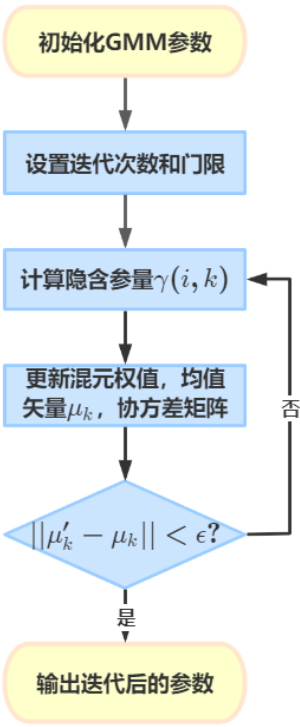 初始化GMM参数
设置迭代次数和门限
计算隐含参量γ(i, k)
更新混元权值，均值
矢量μₖ，协方差矩阵
否
||μ′ₖ − μₖ|| < ϵ?
是
输出迭代后的参数